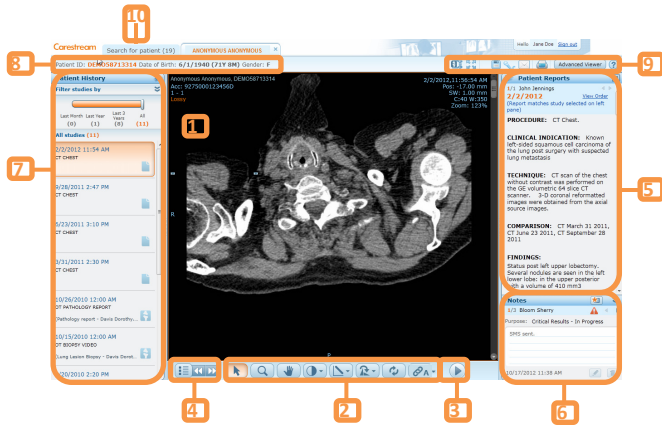 10
Carestream
Search for patient (19)
ANONYMOUS ANONYMOUS
×
Hello Jane Doe Sign out
8
Patient ID: DEMO58713314 Date of Birth: 6/1/1940 (71Y 8M) Gender: F
Advanced Viewer
?
9
Patient History
Filter studies by
Last Month Last Year Last 3 Years All
(0) (1) (0) (11)
All studies (11)
7
2/2/2012 11:54 AM
CT CHEST
9/28/2011 2:47 PM
CT CHEST
6/23/2011 3:10 PM
CT CHEST
3/31/2011 2:30 PM
CT CHEST
10/26/2010 12:00 AM
CT PATHOLOGY REPORT
(Pathology report - Davis Dorothy,...
10/15/2010 12:00 AM
CT BIOPSY VIDEO
(Lung Lesion Biopsy - Davis Dorot...
/20/2010 2:20 PM
Anonymous Anonymous, DEMO58713314
Acc: 92750001234560
1 - 1
Lossy
1
2/2/2012,11:56:54 AM
Pos: -17.00 mm
SW: 1.00 mm
C:40 W:350
Zoom: 123%
R
P
A
4
2
3
Patient Reports
1/1 John Jennings
2/2/2012 View Order
(Report matches study selected on left
pane)
PROCEDURE: CT Chest.
CLINICAL INDICATION: Known
left-sided squamous cell carcinoma of
the lung post surgery with suspected
lung metastasis
TECHNIQUE: CT scan of the chest
without contrast was performed on
the GE volumetric 64 slice CT
scanner. 3-D coronal reformatted
images were obtained from the axial
source images.
COMPARISON: CT March 31 2011,
CT June 23 2011, CT September 28
2011
FINDINGS:
Status post left upper lobectomy.
Several nodules are seen in the left
lower lobe: in the upper posterior
with a volume of 410 mm3
5
Notes
1/3 Bloom Sherry
Purpose: Critical Results - In Progress
SMS sent.
10/17/2012 11:38 AM
6